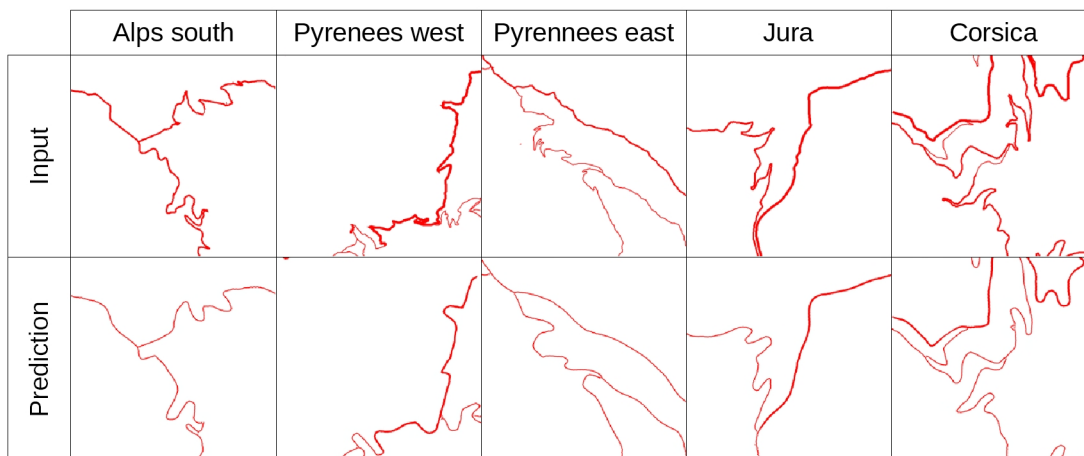 Alps south
Pyrenees west
Pyrennees east
Jura
Corsica
Input
Prediction